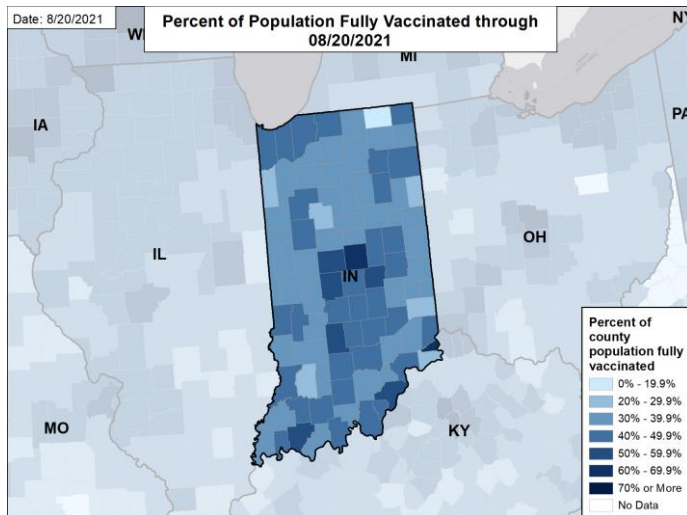 Date: 8/20/2021
Percent of Population Fully Vaccinated through
08/20/2021
WI
MI
NY
IA
PA
IL
IN
OH
MO
KY
Percent of
county
population fully
vaccinated
0% - 19.9%
20% - 29.9%
30% - 39.9%
40% - 49.9%
50% - 59.9%
60% - 69.9%
70% or More
No Data